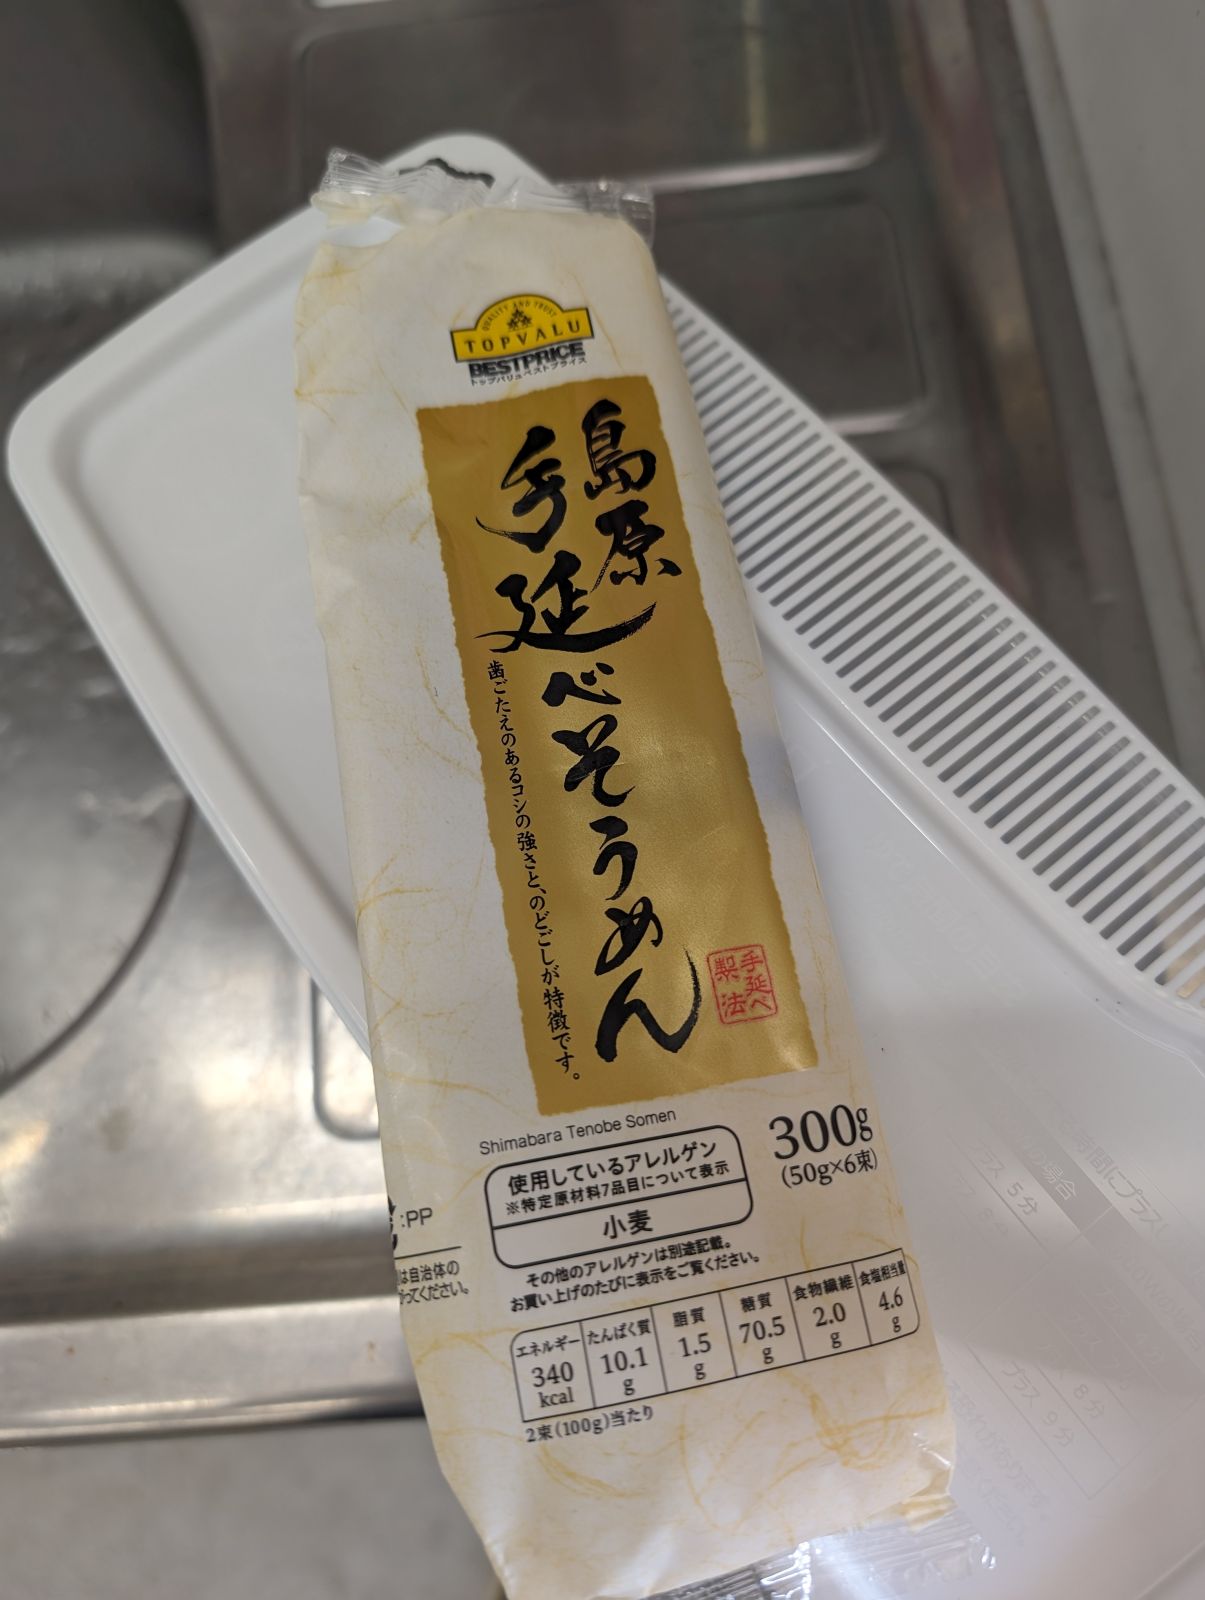 QUALITY AND TRUST
TOPVALU
BESTPRICE
トップバリュベストプライス
島原
手延べそうめん
歯ごたえのあるコシの強さと、のどごしが特徴です。
手延べ
製法
Shimabara Tenobe Somen
300g
(50g×6束)
使用しているアレルゲン
※特定原材料7品目について表示
小麦
その他のアレルゲンは別途記載。
お買い上げのたびに表示をご覧ください。
エネルギー たんぱく質 脂質 糖質 食物繊維 食塩相当量
340 kcal 10.1 g 1.5 g 70.5 g 2.0 g 4.6 g
2束(100g)当たり
:PP
は自治体の
ってください。
時間にプラス!
場合
プラス 5分
8分
プラス 9分